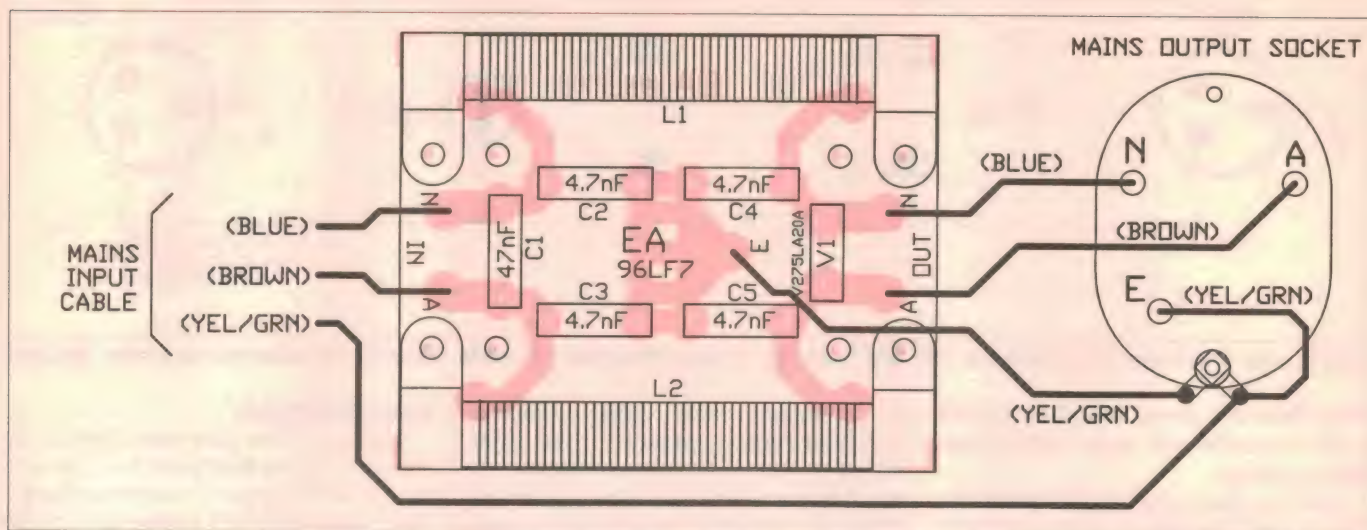 MAINS OUTPUT SOCKET
L1
(BLUE)
N
A
4.7nF
4.7nF
C2
C4
N
N
(BLUE)
MAINS
INPUT
CABLE
(BROWN)
(YEL/GRN)
IN
47nF
C1
EA
96LF7
E
V275LA20A
V1
OUT
(BROWN)
A
A
C3
C5
4.7nF
4.7nF
E
(YEL/GRN)
L2
(YEL/GRN)